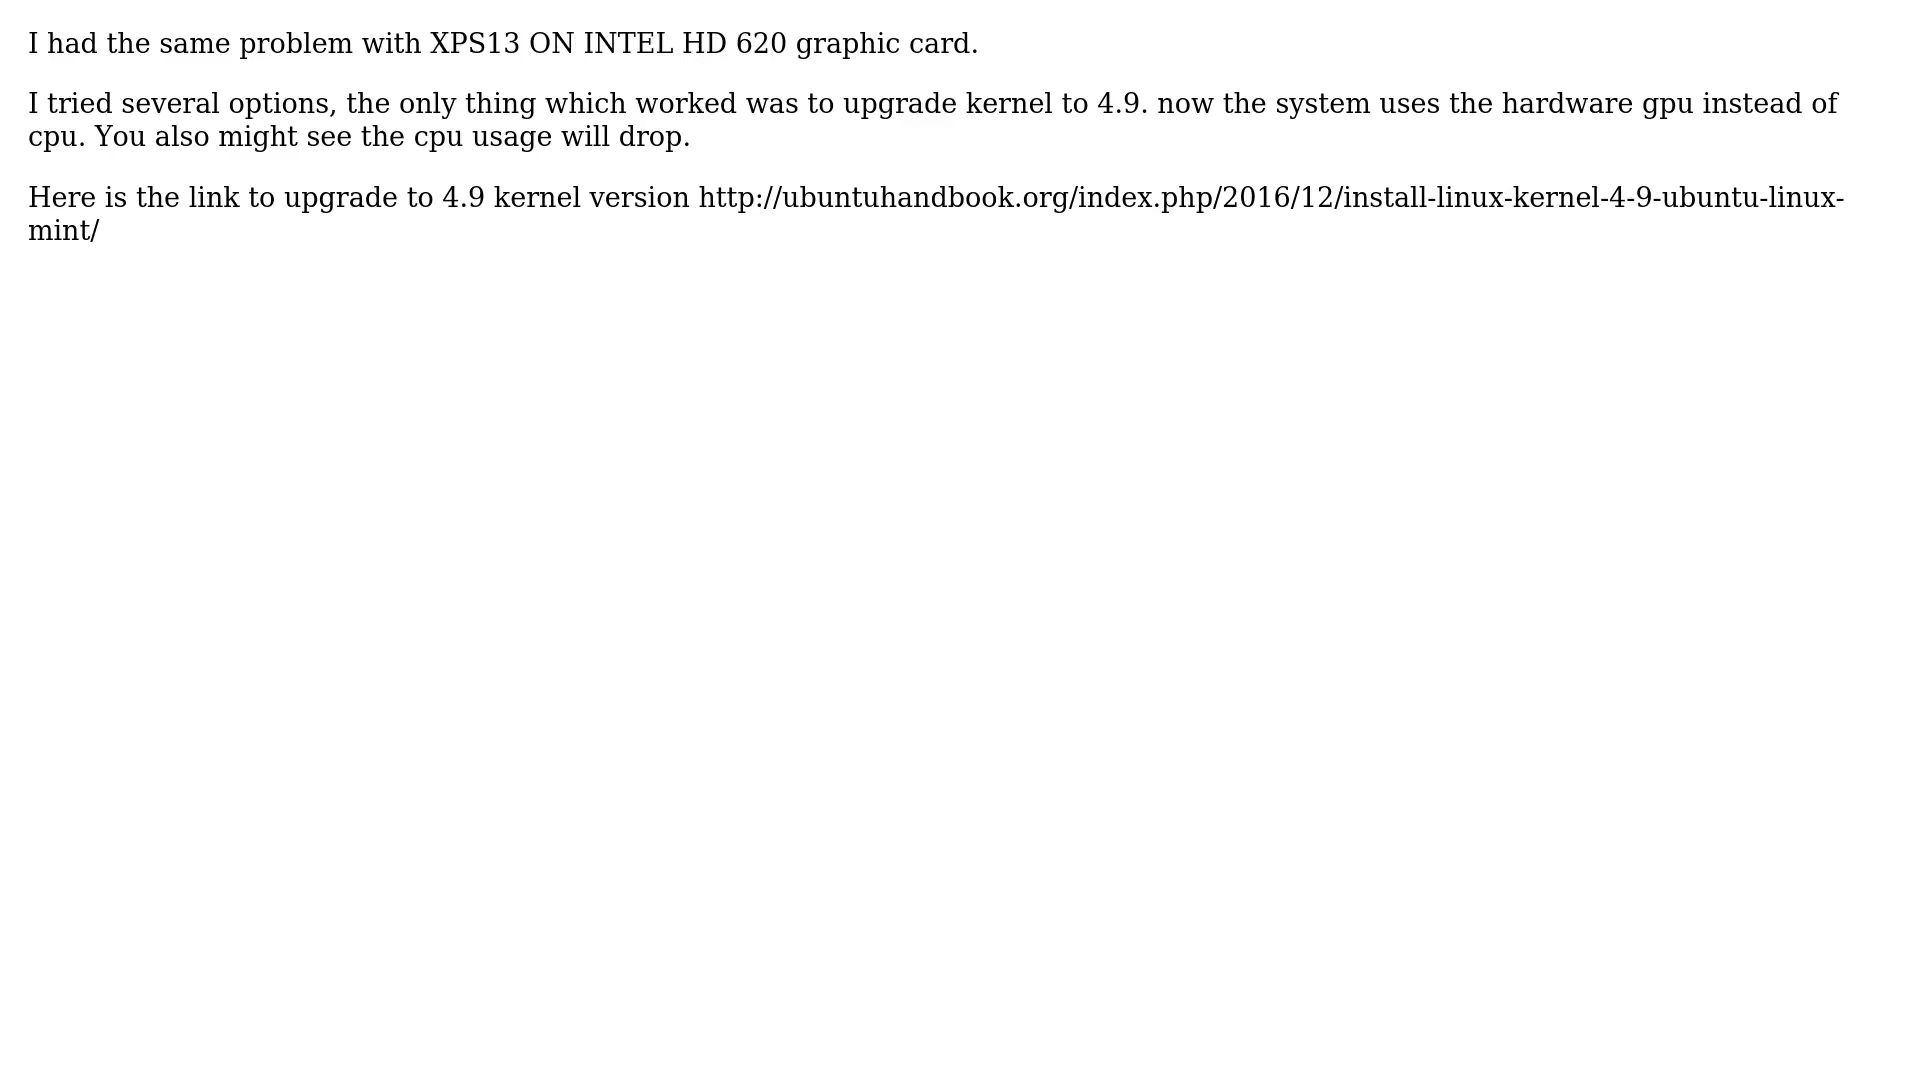 I had the same problem with XPS13 ON INTEL HD 620 graphic card.
I tried several options, the only thing which worked was to upgrade kernel to 4.9. now the system uses the hardware gpu instead of
cpu. You also might see the cpu usage will drop.
Here is the link to upgrade to 4.9 kernel version http://ubuntuhandbook.org/index.php/2016/12/install-linux-kernel-4-9-ubuntu-linux-
mint/